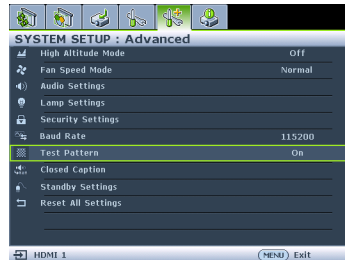 SYSTEM SETUP : Advanced
High Altitude Mode Off
Fan Speed Mode Normal
Audio Settings
Lamp Settings
Security Settings
Baud Rate 115200
Test Pattern On
Closed Caption
Standby Settings
Reset All Settings
HDMI 1 MENU Exit